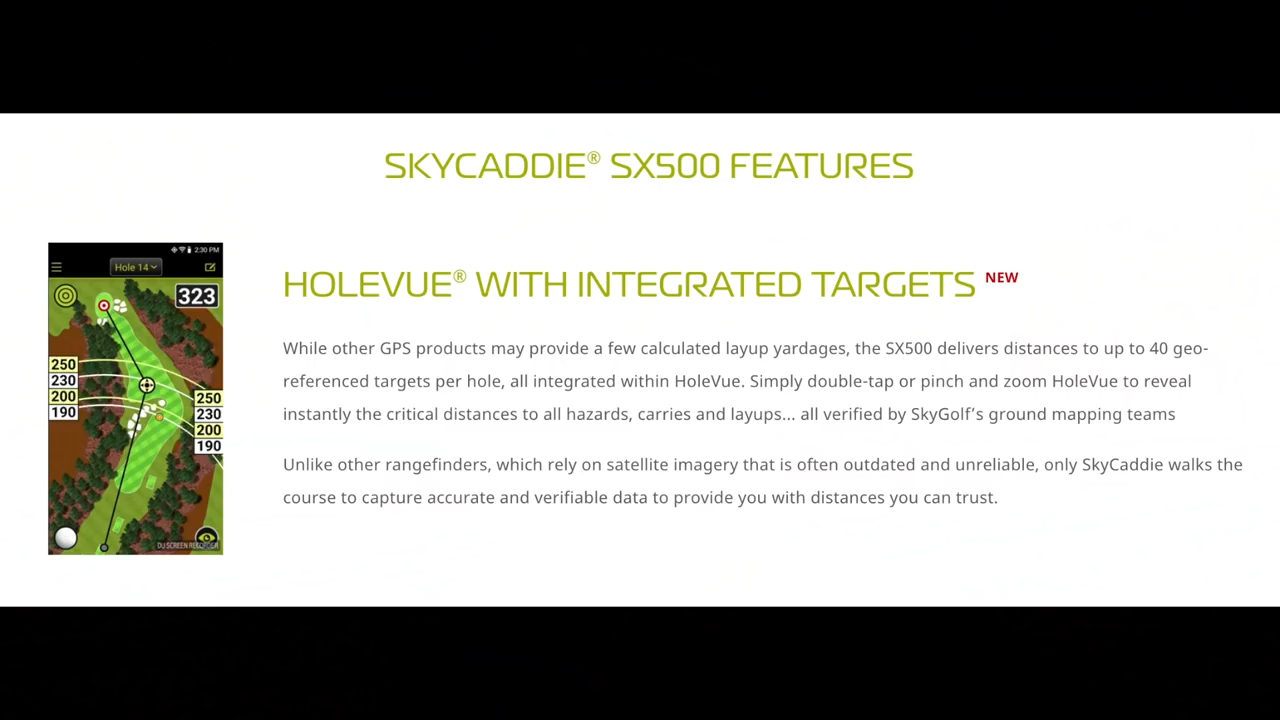 SKYCADDIE® SX500 FEATURES
2:30 PM
Hole 14
323
250
230
200
190
250
230
200
190
DU SCREEN RECORDER
HOLEVUE® WITH INTEGRATED TARGETS NEW
While other GPS products may provide a few calculated layup yardages, the SX500 delivers distances to up to 40 geo-
referenced targets per hole, all integrated within HoleVue. Simply double-tap or pinch and zoom HoleVue to reveal
instantly the critical distances to all hazards, carries and layups... all verified by SkyGolf's ground mapping teams
Unlike other rangefinders, which rely on satellite imagery that is often outdated and unreliable, only SkyCaddie walks the
course to capture accurate and verifiable data to provide you with distances you can trust.